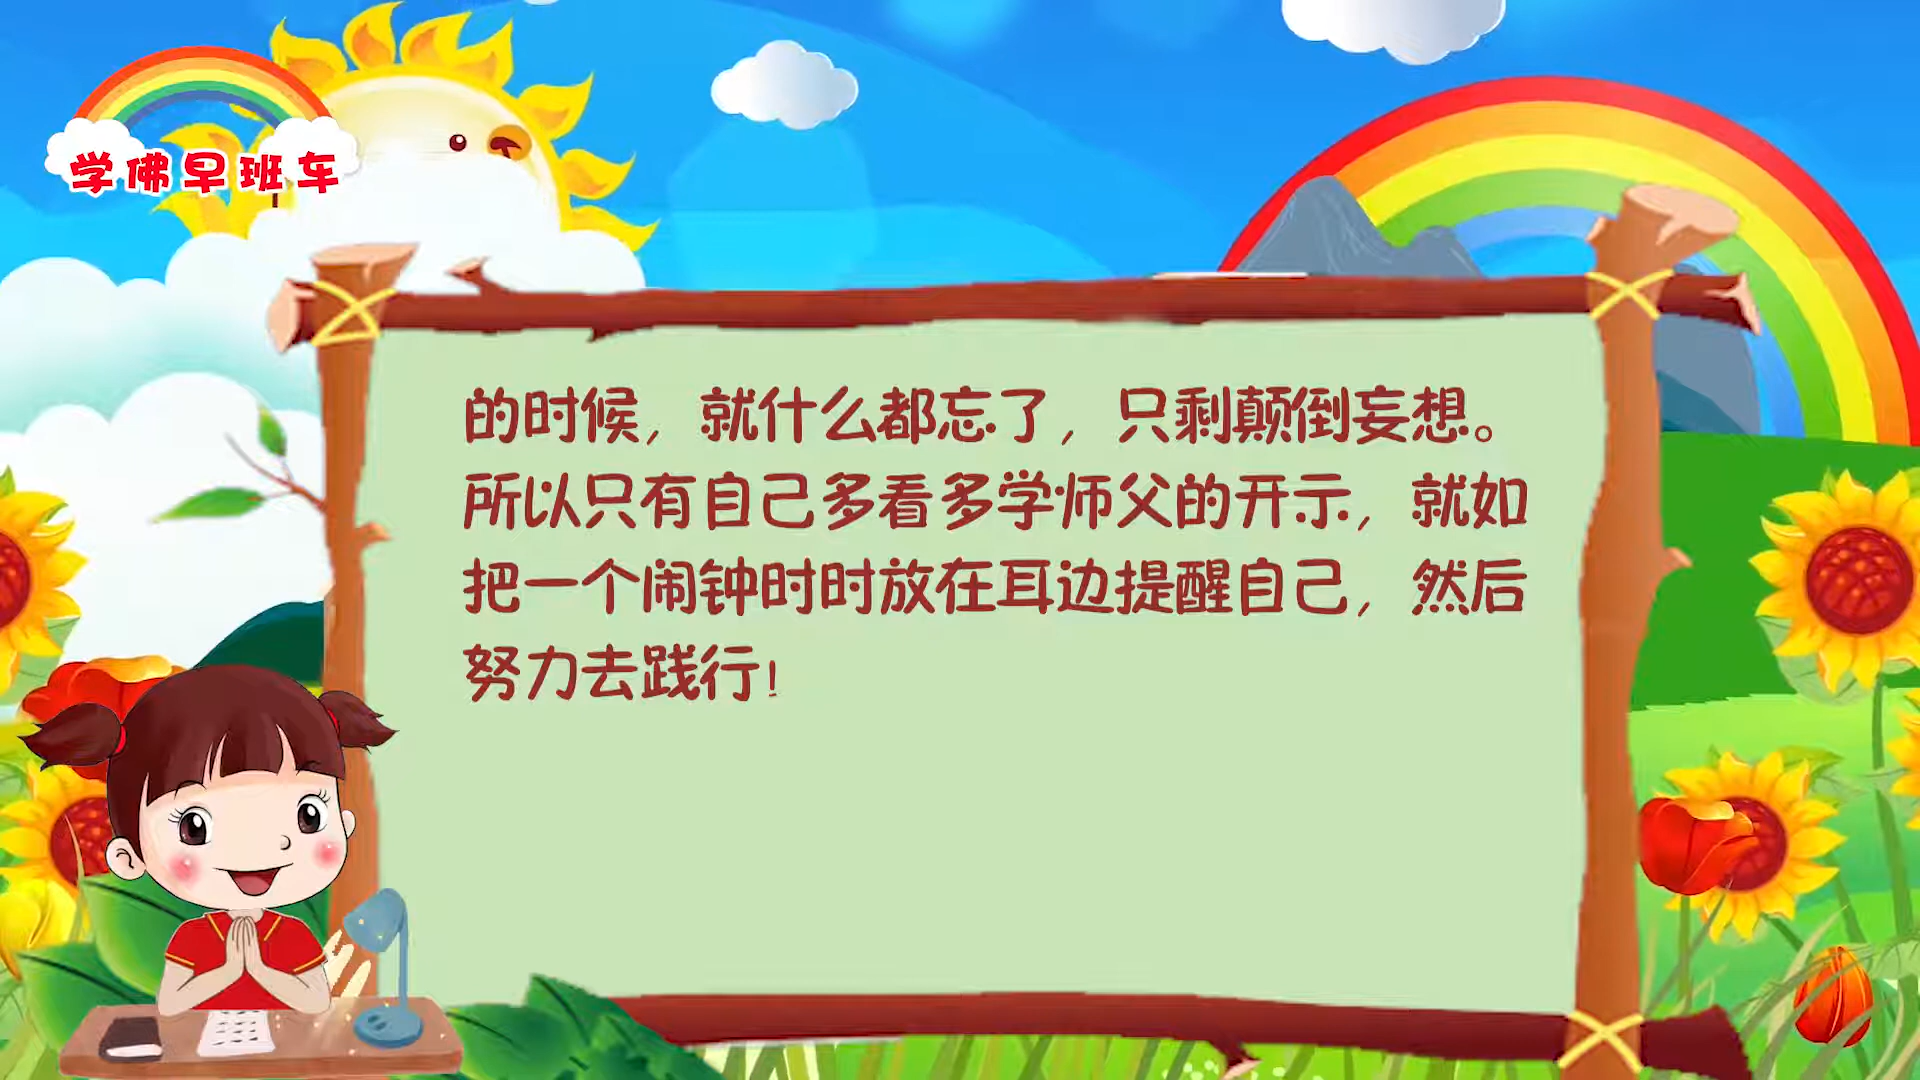 学佛早班车
的时候，就什么都忘了，只剩颠倒妄想。
所以只有自己多看多学师父的开示，就如
把一个闹钟时时放在耳边提醒自己，然后
努力去践行！